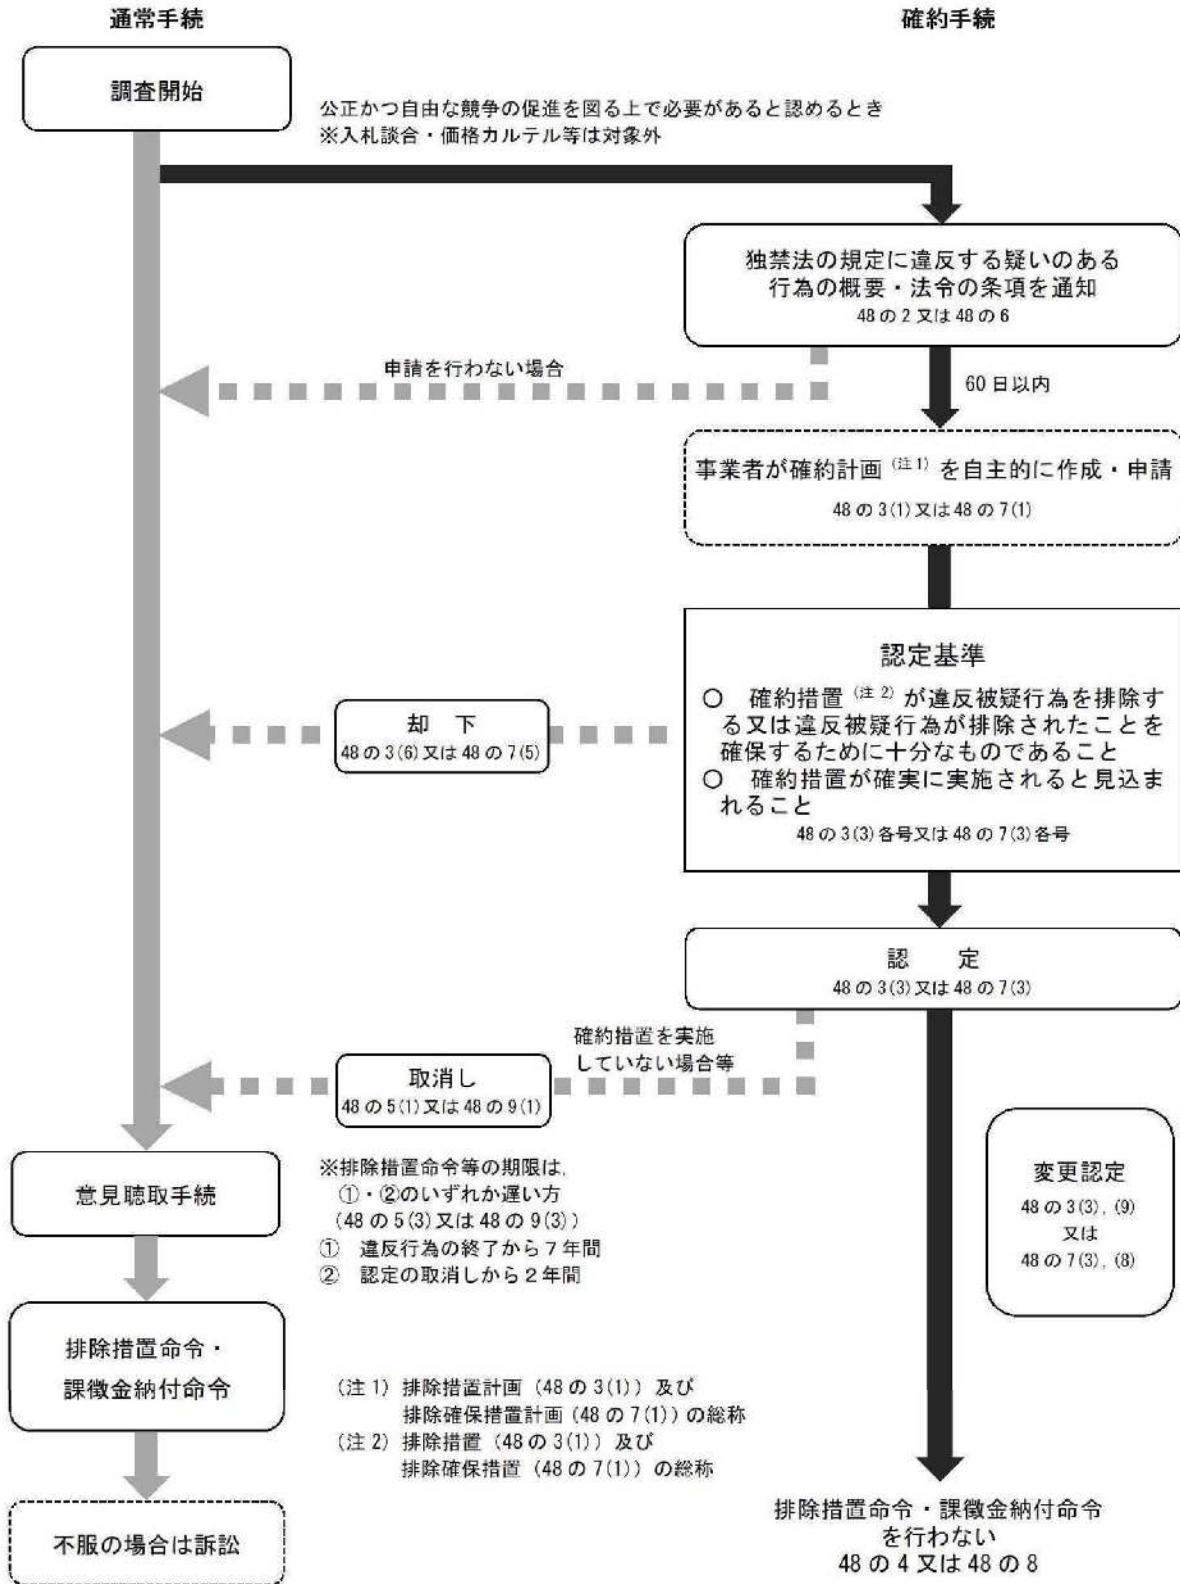 通常手続
確約手続
調査開始
公正かつ自由な競争の促進を図る上で必要があると認めるとき
※入札談合・価格カルテル等は対象外
独禁法の規定に違反する疑いのある
行為の概要・法令の条項を通知
48の2又は48の6
申請を行わない場合
60日以内
事業者が確約計画(注1)を自主的に作成・申請
48の3(1)又は48の7(1)
認定基準
○ 確約措置(注2)が違反被疑行為を排除す
る又は違反被疑行為が排除されたことを
確保するために十分なものであること
○ 確約措置が確実に実施されると見込ま
れること
48の3(3)各号又は48の7(3)各号
却 下
48の3(6)又は48の7(5)
認 定
48の3(3)又は48の7(3)
確約措置を実施
していない場合等
取消し
48の5(1)又は48の9(1)
変更認定
48の3(3),(9)
又は
48の7(3),(8)
意見聴取手続
※排除措置命令等の期限は,
①・②のいずれか遅い方
(48の5(3)又は48の9(3))
① 違反行為の終了から7年間
② 認定の取消しから2年間
排除措置命令・
課徴金納付命令
(注1) 排除措置計画(48の3(1))及び
排除確保措置計画(48の7(1))の総称
(注2) 排除措置(48の3(1))及び
排除確保措置(48の7(1))の総称
不服の場合は訴訟
排除措置命令・課徴金納付命令
を行わない
48の4又は48の8